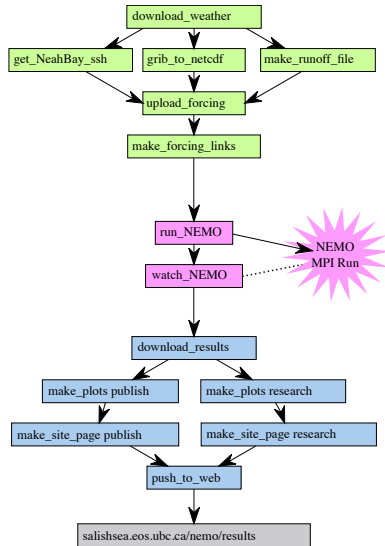 download_weather
get_NeahBay_ssh
grib_to_netcdf
make_runoff_file
upload_forcing
make_forcing_links
run_NEMO
NEMO
MPI Run
watch_NEMO
download_results
make_plots publish
make_plots research
make_site_page publish
make_site_page research
push_to_web
salishsea.eos.ubc.ca/nemo/results